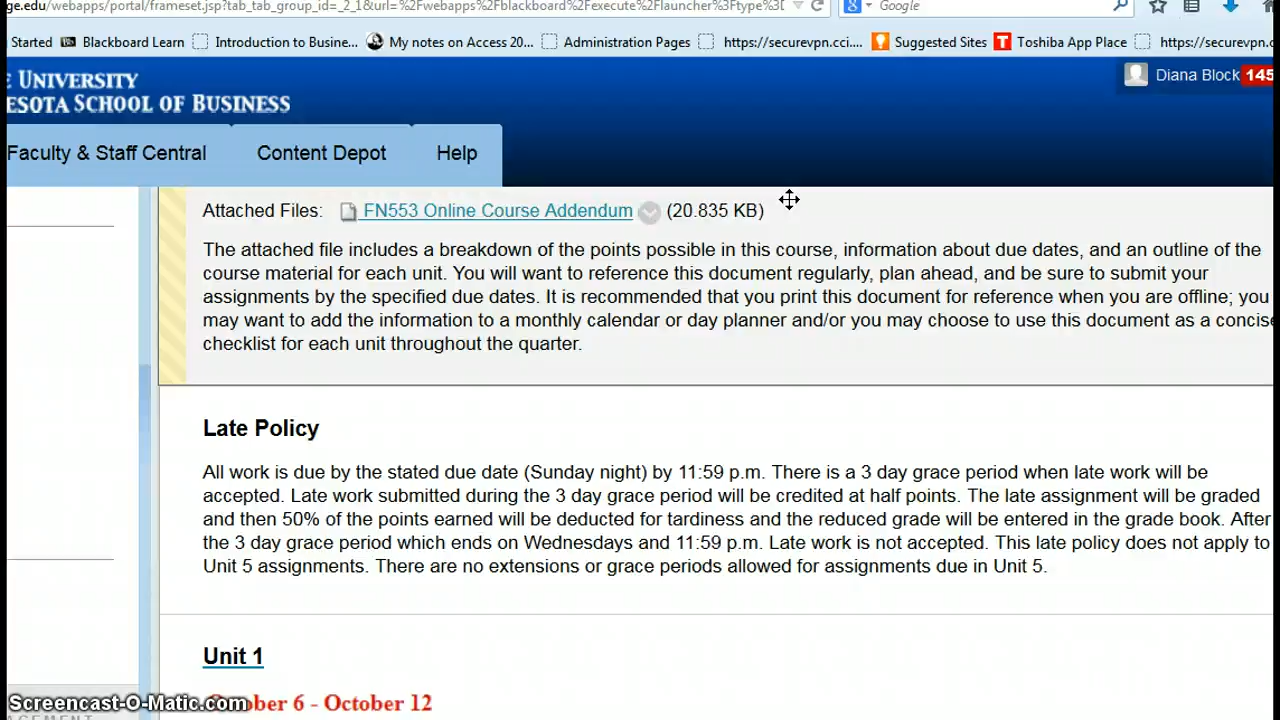 ge.edu/webapps/portal/frameset.jsp?tab_tab_group_id=_2_1&url=%2Fwebapps%2Fblackboard%2Fexecute%2Flauncher%3Ftype%3D Google
Started Blackboard Learn Introduction to Busine... My notes on Access 20... Administration Pages https://securevpn.cci.... Suggested Sites Toshiba App Place https://securevp
E UNIVERSITY
ESOTA SCHOOL OF BUSINESS
Diana Block 145
Faculty & Staff Central Content Depot Help
Attached Files: FN553 Online Course Addendum (20.835 KB)
The attached file includes a breakdown of the points possible in this course, information about due dates, and an outline of the
course material for each unit. You will want to reference this document regularly, plan ahead, and be sure to submit your
assignments by the specified due dates. It is recommended that you print this document for reference when you are offline; you
may want to add the information to a monthly calendar or day planner and/or you may choose to use this document as a concise
checklist for each unit throughout the quarter.
Late Policy
All work is due by the stated due date (Sunday night) by 11:59 p.m. There is a 3 day grace period when late work will be
accepted. Late work submitted during the 3 day grace period will be credited at half points. The late assignment will be graded
and then 50% of the points earned will be deducted for tardiness and the reduced grade will be entered in the grade book. After
the 3 day grace period which ends on Wednesdays and 11:59 p.m. Late work is not accepted. This late policy does not apply to
Unit 5 assignments. There are no extensions or grace periods allowed for assignments due in Unit 5.
Unit 1
October 6 - October 12
Screencast-O-Matic.com